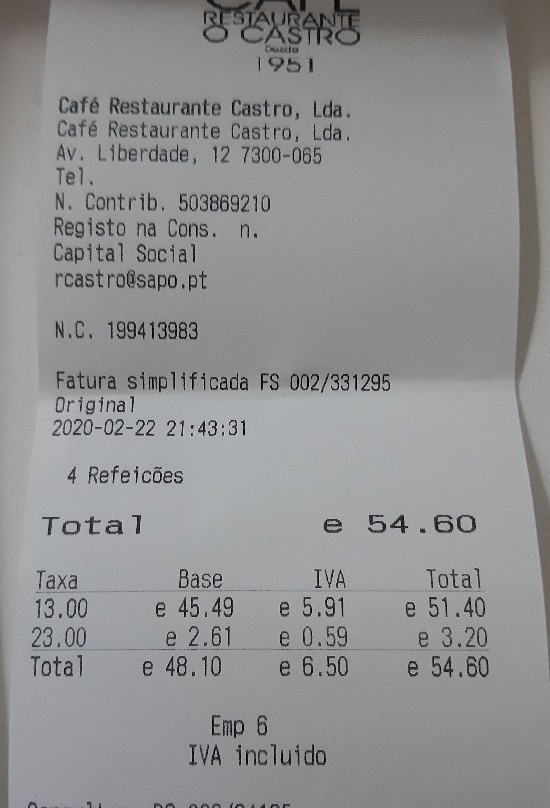 CAFÉ
RESTAURANTE
O CASTRO
Desde
1951
Café Restaurante Castro, Lda.
Café Restaurante Castro, Lda.
Av. Liberdade, 12 7300-065
Tel.
N. Contrib. 503869210
Registo na Cons. n.
Capital Social
rcastro@sapo.pt
N.C. 199413983
Fatura simplificada FS 002/331295
Original
2020-02-22 21:43:31
4 Refeicões
Total e 54.60
Taxa Base IVA Total
13.00 e 45.49 e 5.91 e 51.40
23.00 e 2.61 e 0.59 e 3.20
Total e 48.10 e 6.50 e 54.60
Emp 6
IVA incluido